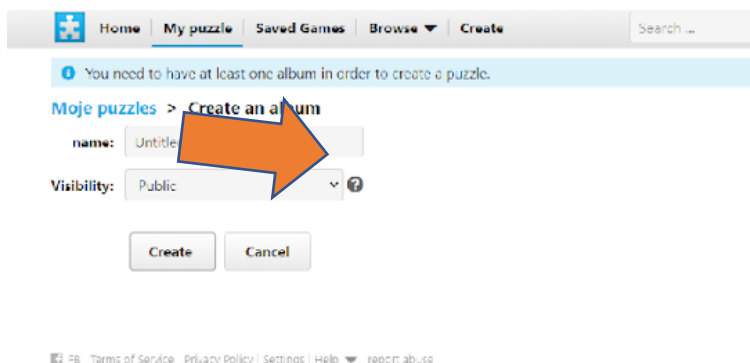 Home My puzzle Saved Games Browse Create Search ...
You need to have at least one album in order to create a puzzle.
Moje puzzles > Create an album
name: Untitled
Visibility: Public
Create Cancel
FB Terms of Service Privacy Policy Settings Help report abuse